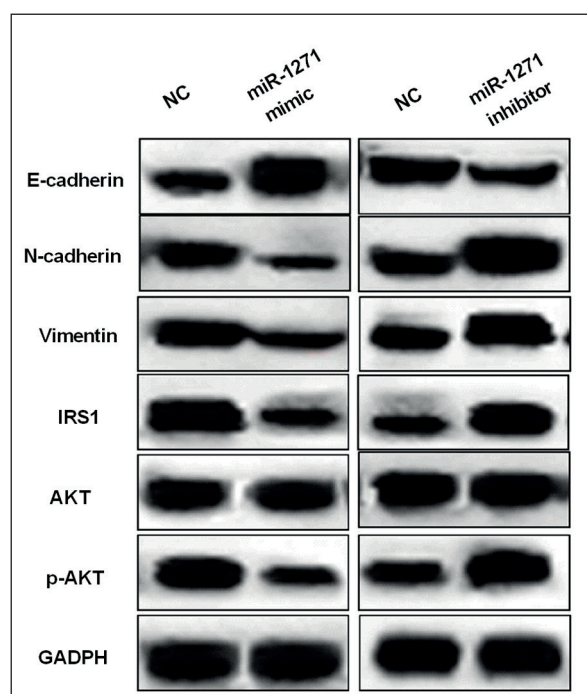 NC
miR-1271
mimic
NC
miR-1271
inhibitor
E-cadherin
N-cadherin
Vimentin
IRS1
AKT
p-AKT
GADPH